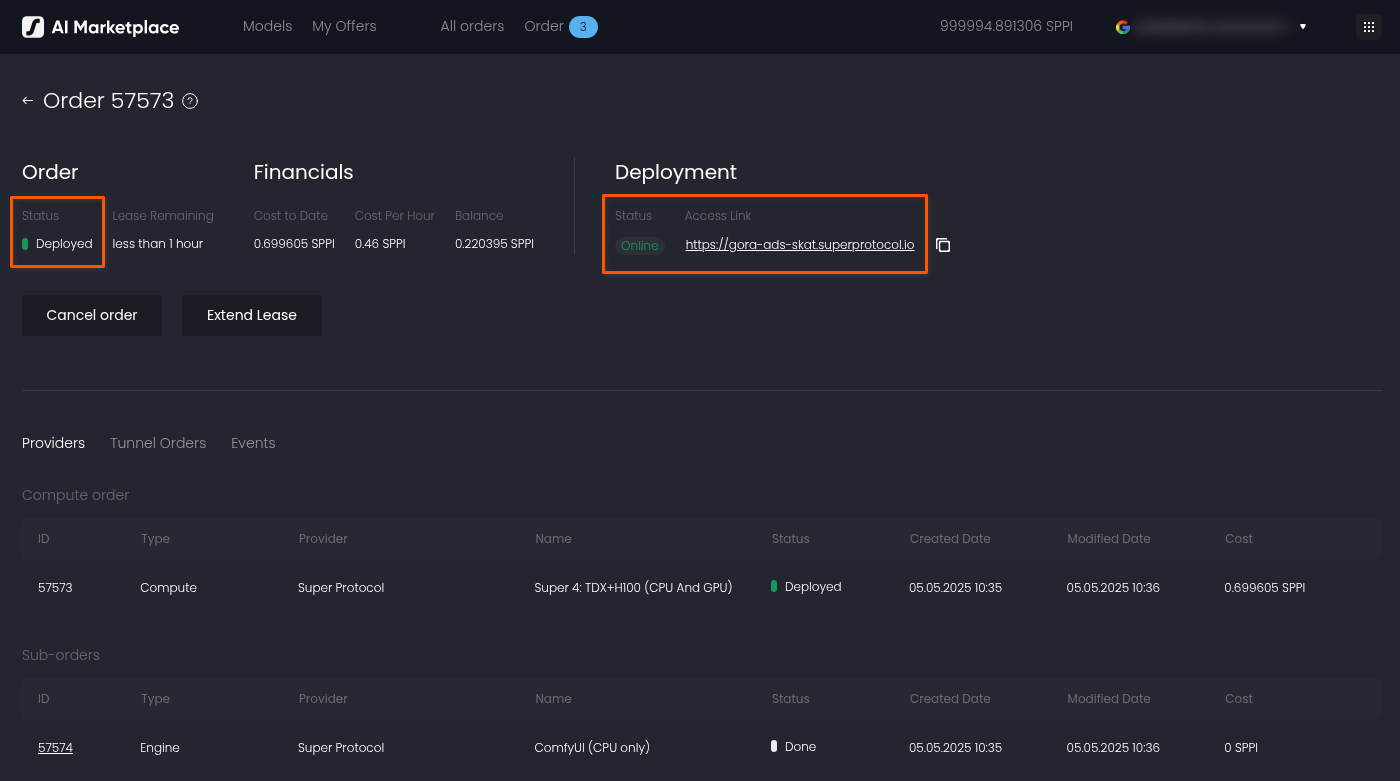 AI Marketplace Models My Offers All orders Order 3 999994.891306 SPPI
← Order 57573 ?
Order
Status Lease Remaining
Deployed less than 1 hour
Financials
Cost to Date Cost Per Hour Balance
0.699605 SPPI 0.46 SPPI 0.220395 SPPI
Deployment
Status Access Link
Online https://gora-ads-skat.superprotocol.io
Cancel order Extend Lease
Providers Tunnel Orders Events
Compute order
ID Type Provider Name Status Created Date Modified Date Cost
57573 Compute Super Protocol Super 4: TDX+H100 (CPU And GPU) Deployed 05.05.2025 10:35 05.05.2025 10:36 0.699605 SPPI
Sub-orders
ID Type Provider Name Status Created Date Modified Date Cost
57574 Engine Super Protocol ComfyUI (CPU only) Done 05.05.2025 10:35 05.05.2025 10:36 0 SPPI